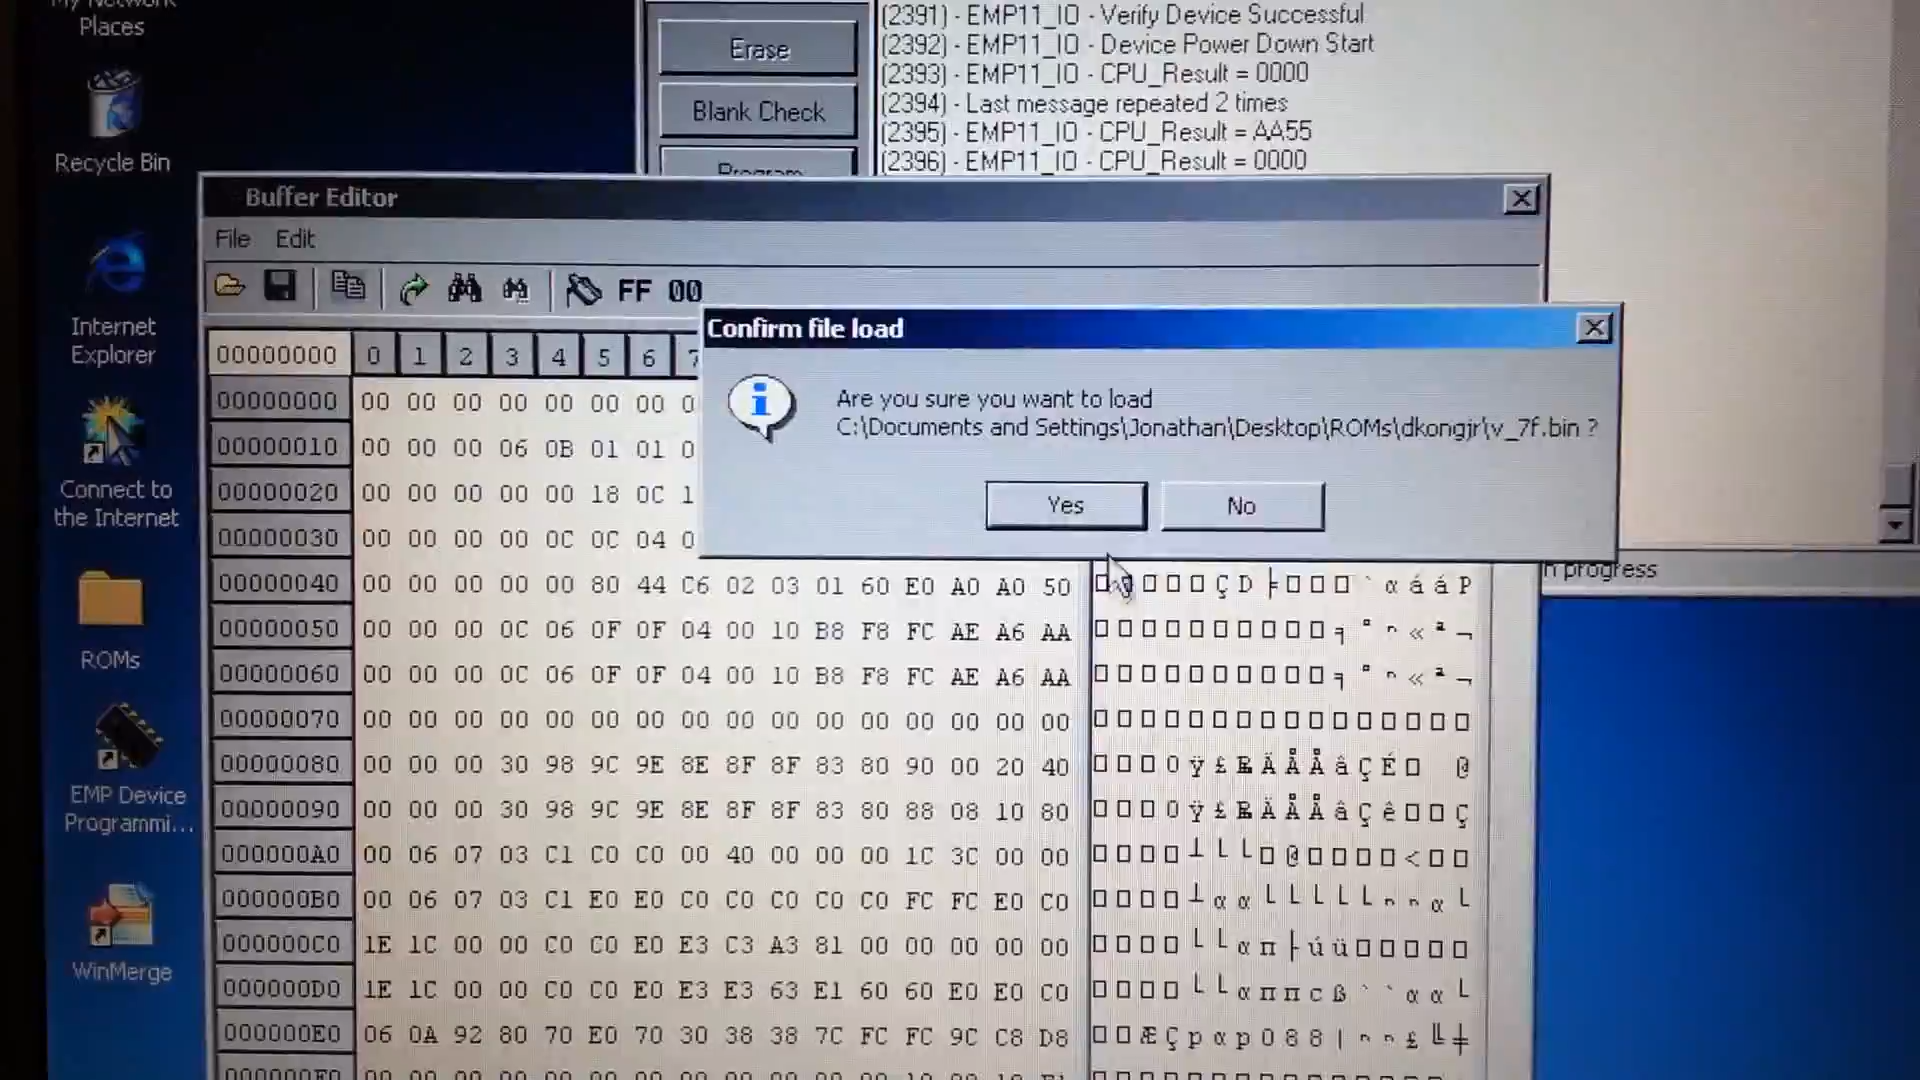 My Network
Places
Recycle Bin
Internet
Explorer
Connect to
the Internet
ROMs
EMP Device
Programmi...
WinMerge
Erase
Blank Check
Program
(2391) - EMP11_IO - Verify Device Successful
(2392) - EMP11_IO - Device Power Down Start
(2393) - EMP11_IO - CPU_Result = 0000
(2394) - Last message repeated 2 times
(2395) - EMP11_IO - CPU_Result = AA55
(2396) - EMP11_IO - CPU_Result = 0000
Buffer Editor
File Edit
FF 00
Confirm file load
Are you sure you want to load
C:\Documents and Settings\Jonathan\Desktop\ROMs\dkongjr\v_7f.bin ?
Yes No
progress
00000000 0 1 2 3 4 5 6 7
00000000 00 00 00 00 00 00 00
00000010 00 00 00 06 0B 01 01
00000020 00 00 00 00 00 18 0C
00000030 00 00 00 00 0C 0C 04
00000040 00 00 00 00 00 80 44 C6 02 03 01 60 E0 A0 A0 50
00000050 00 00 00 0C 06 0F 0F 04 00 10 B8 F8 FC AE A6 AA
00000060 00 00 00 0C 06 0F 0F 04 00 10 B8 F8 FC AE A6 AA
00000070 00 00 00 00 00 00 00 00 00 00 00 00 00 00 00 00
00000080 00 00 00 30 98 9C 9E 8E 8F 8F 83 80 90 00 20 40
00000090 00 00 00 30 98 9C 9E 8E 8F 8F 83 80 88 08 10 80
000000A0 00 06 07 03 C1 C0 C0 00 40 00 00 00 1C 3C 00 00
000000B0 00 06 07 03 C1 E0 E0 C0 C0 C0 C0 C0 FC FC E0 C0
000000C0 1E 1C 00 00 C0 C0 E0 E3 C3 A3 81 00 00 00 00 00
000000D0 1E 1C 00 00 C0 C0 E0 E3 E3 63 E1 60 60 E0 E0 C0
000000E0 06 0A 92 80 70 E0 70 30 38 38 7C FC FC 9C C8 D8